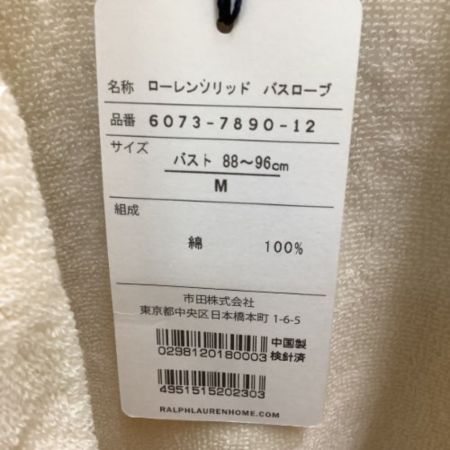 名称 ローレンソリッド バスローブ
品番 6073-7890-12
サイズ
バスト 88〜96cm
M
組成
綿 100%
市田株式会社
東京都中央区日本橋本町 1-6-5
中国製
0298120180003 検針済
4951515202303
RALPHLAURENHOME.COM